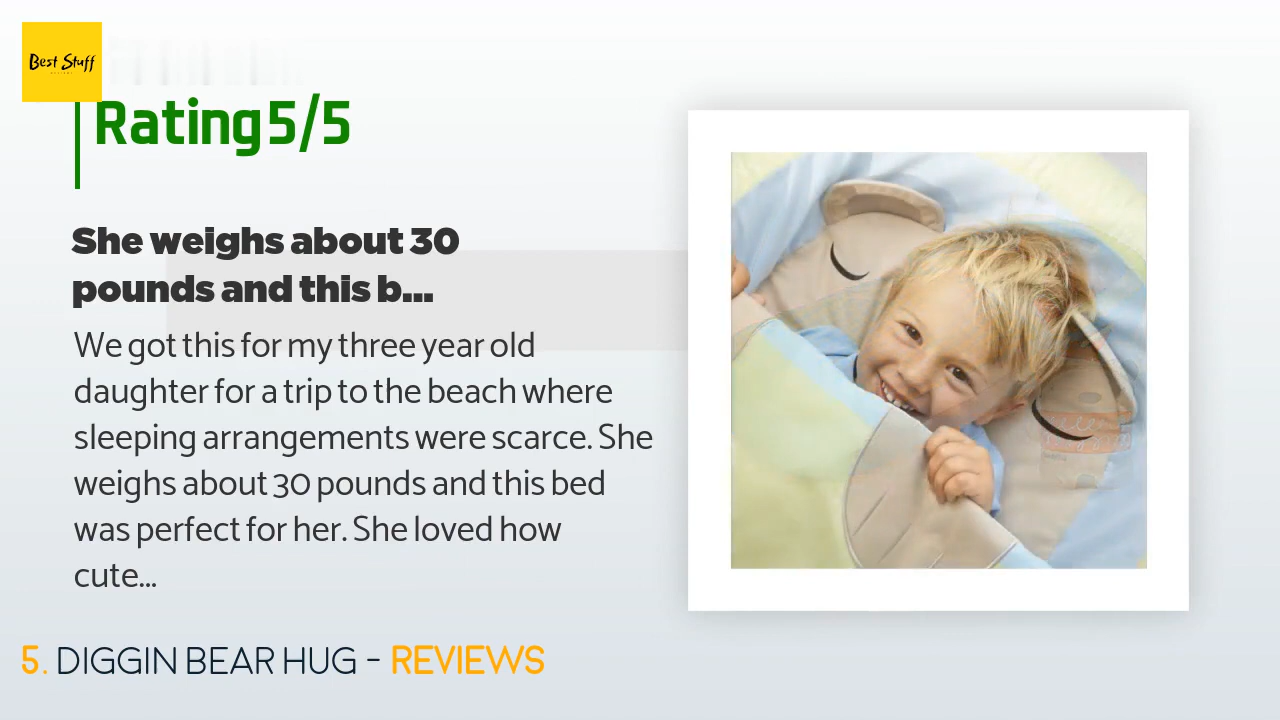 Best Stuff
Rating 5/5
She weighs about 30
pounds and this b...
We got this for my three year old
daughter for a trip to the beach where
sleeping arrangements were scarce. She
weighs about 30 pounds and this bed
was perfect for her. She loved how
cute...
5. DIGGIN BEAR HUG - REVIEWS